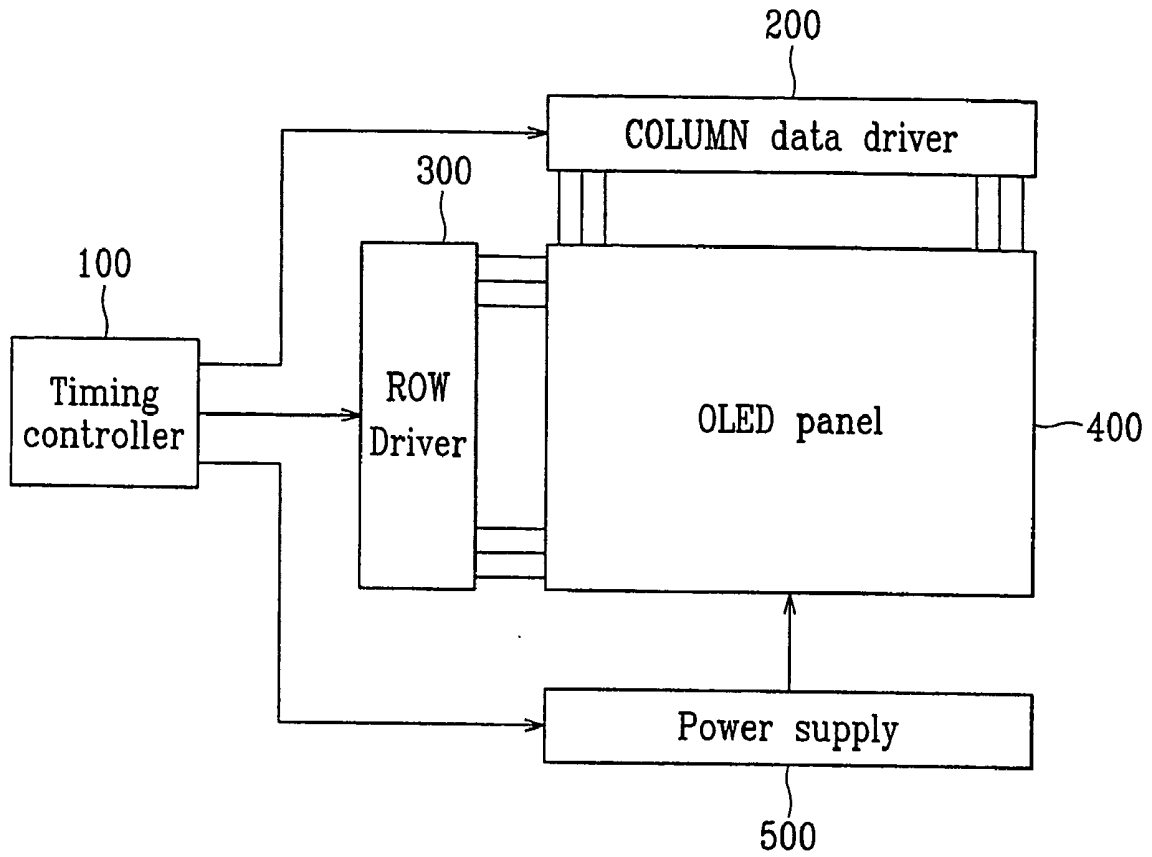 200
COLUMN data driver
300
100
Timing
controller
ROW
Driver
OLED panel
400
Power supply
500